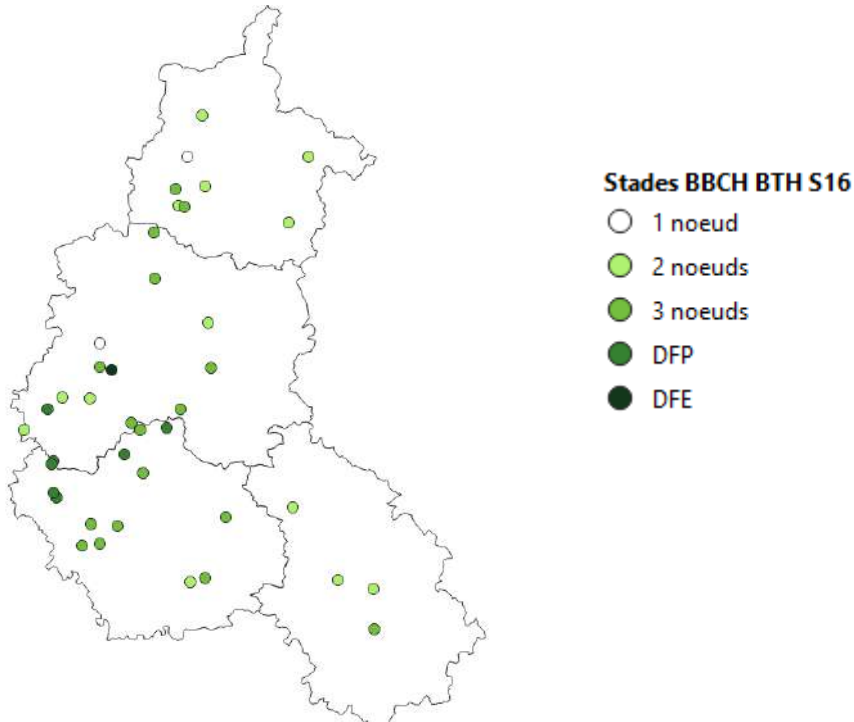 Stades BBCH BTH S16
1 noeud
2 noeuds
3 noeuds
DFP
DFE